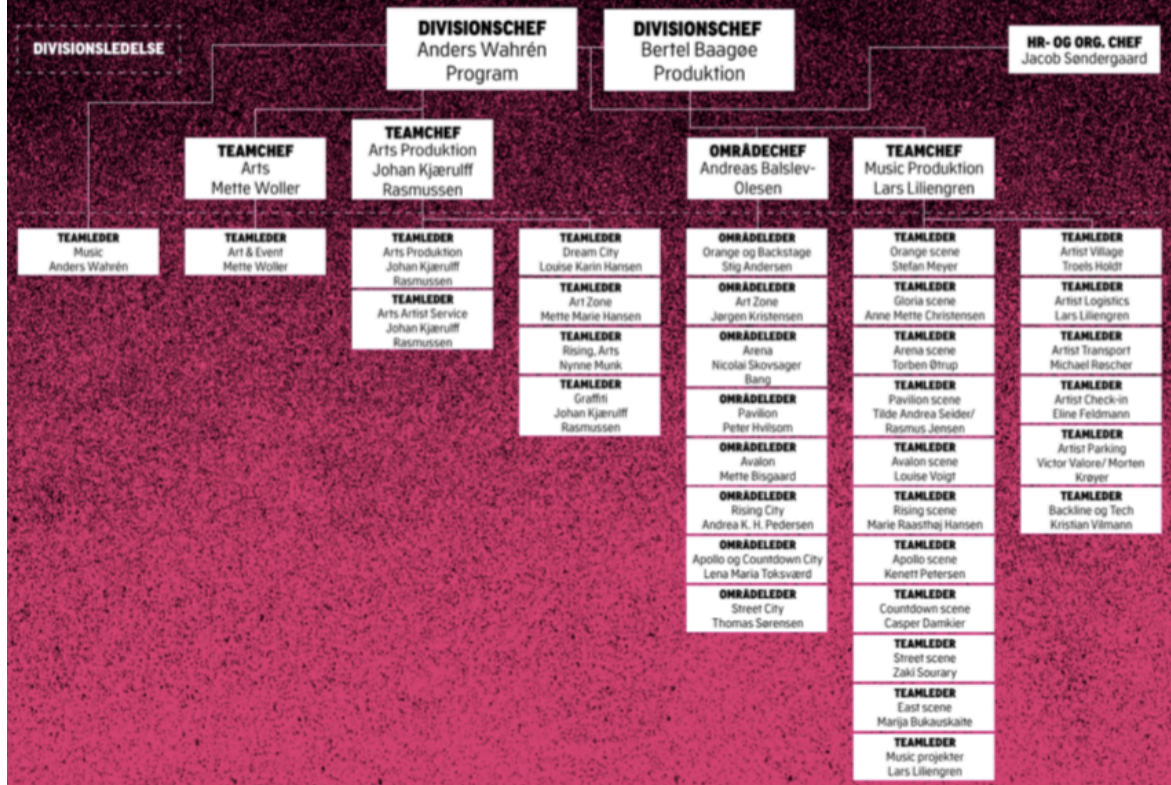 DIVISIONSLEDELSE
DIVISIONSCHEF
Anders Wahrén
Program
DIVISIONSCHEF
Bertel Baagøe
Produktion
HR- OG ORG. CHEF
Jacob Søndergaard
TEAMCHEF
Arts
Mette Woller
TEAMCHEF
Arts Produktion
Johan Kjærulff
Rasmussen
OMRÅDECHEF
Andreas Balslev-
Olesen
TEAMCHEF
Music Produktion
Lars Liliengren
TEAMLEDER
Music
Anders Wahrén
TEAMLEDER
Art & Event
Mette Woller
TEAMLEDER
Arts Produktion
Johan Kjærulff
Rasmussen
TEAMLEDER
Arts Artist Service
Johan Kjærulff
Rasmussen
TEAMLEDER
Dream City
Louise Karin Hansen
TEAMLEDER
Art Zone
Mette Marie Hansen
TEAMLEDER
Rising, Arts
Nynne Munk
TEAMLEDER
Graffiti
Johan Kjærulff
Rasmussen
OMRÅDELEDER
Orange og Backstage
Stig Andersen
OMRÅDELEDER
Art Zone
Jørgen Kristensen
OMRÅDELEDER
Arena
Nicolai Skovsager
Bang
OMRÅDELEDER
Pavilion
Peter Hvilsom
OMRÅDELEDER
Avalon
Mette Bisgaard
OMRÅDELEDER
Rising City
Andrea K. H. Pedersen
OMRÅDELEDER
Apollo og Countdown City
Lena Maria Toksværd
OMRÅDELEDER
Street City
Thomas Sørensen
TEAMLEDER
Orange scene
Stefan Meyer
TEAMLEDER
Gloria scene
Anne Mette Christensen
TEAMLEDER
Arena scene
Torben Øtrup
TEAMLEDER
Pavilion scene
Tilde Andrea Seider/
Rasmus Jensen
TEAMLEDER
Avalon scene
Louise Voigt
TEAMLEDER
Rising scene
Marie Raasthøj Hansen
TEAMLEDER
Apollo scene
Kenett Petersen
TEAMLEDER
Countdown scene
Casper Damkier
TEAMLEDER
Street scene
Zaki Sourary
TEAMLEDER
East scene
Marija Bukauskaite
TEAMLEDER
Music projekter
Lars Liliengren
TEAMLEDER
Artist Village
Troels Holdt
TEAMLEDER
Artist Logistics
Lars Liliengren
TEAMLEDER
Artist Transport
Michael Røscher
TEAMLEDER
Artist Check-in
Eline Feldmann
TEAMLEDER
Artist Parking
Victor Valore/ Morten
Krøyer
TEAMLEDER
Backline og Tech
Kristian Vilmann